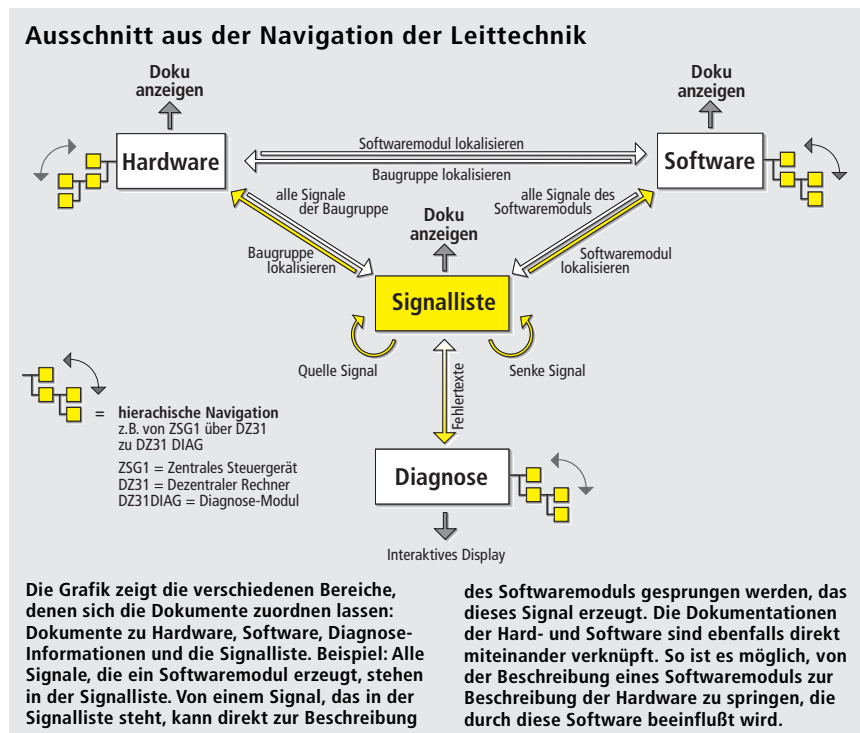 Ausschnitt aus der Navigation der Leittechnik
Doku
anzeigen
Doku
anzeigen
Hardware
Softwaremodul lokalisieren
Baugruppe lokalisieren
Software
alle Signale
der Baugruppe
Doku
anzeigen
alle Signale des
Softwaremoduls
Baugruppe
lokalisieren
Softwaremodul
lokalisieren
Signalliste
Quelle Signal
Senke Signal
Fehlertexte
= hierachische Navigation
z.B. von ZSG1 über DZ31
zu DZ31 DIAG
ZSG1 = Zentrales Steuergerät
DZ31 = Dezentraler Rechner
DZ31DIAG = Diagnose-Modul
Diagnose
Interaktives Display
Die Grafik zeigt die verschiedenen Bereiche,
denen sich die Dokumente zuordnen lassen:
Dokumente zu Hardware, Software, Diagnose-
Informationen und die Signalliste. Beispiel: Alle
Signale, die ein Softwaremodul erzeugt, stehen
in der Signalliste. Von einem Signal, das in der
Signalliste steht, kann direkt zur Beschreibung
des Softwaremoduls gesprungen werden, das
dieses Signal erzeugt. Die Dokumentationen
der Hard- und Software sind ebenfalls direkt
miteinander verknüpft. So ist es möglich, von
der Beschreibung eines Softwaremoduls zur
Beschreibung der Hardware zu springen, die
durch diese Software beeinflußt wird.